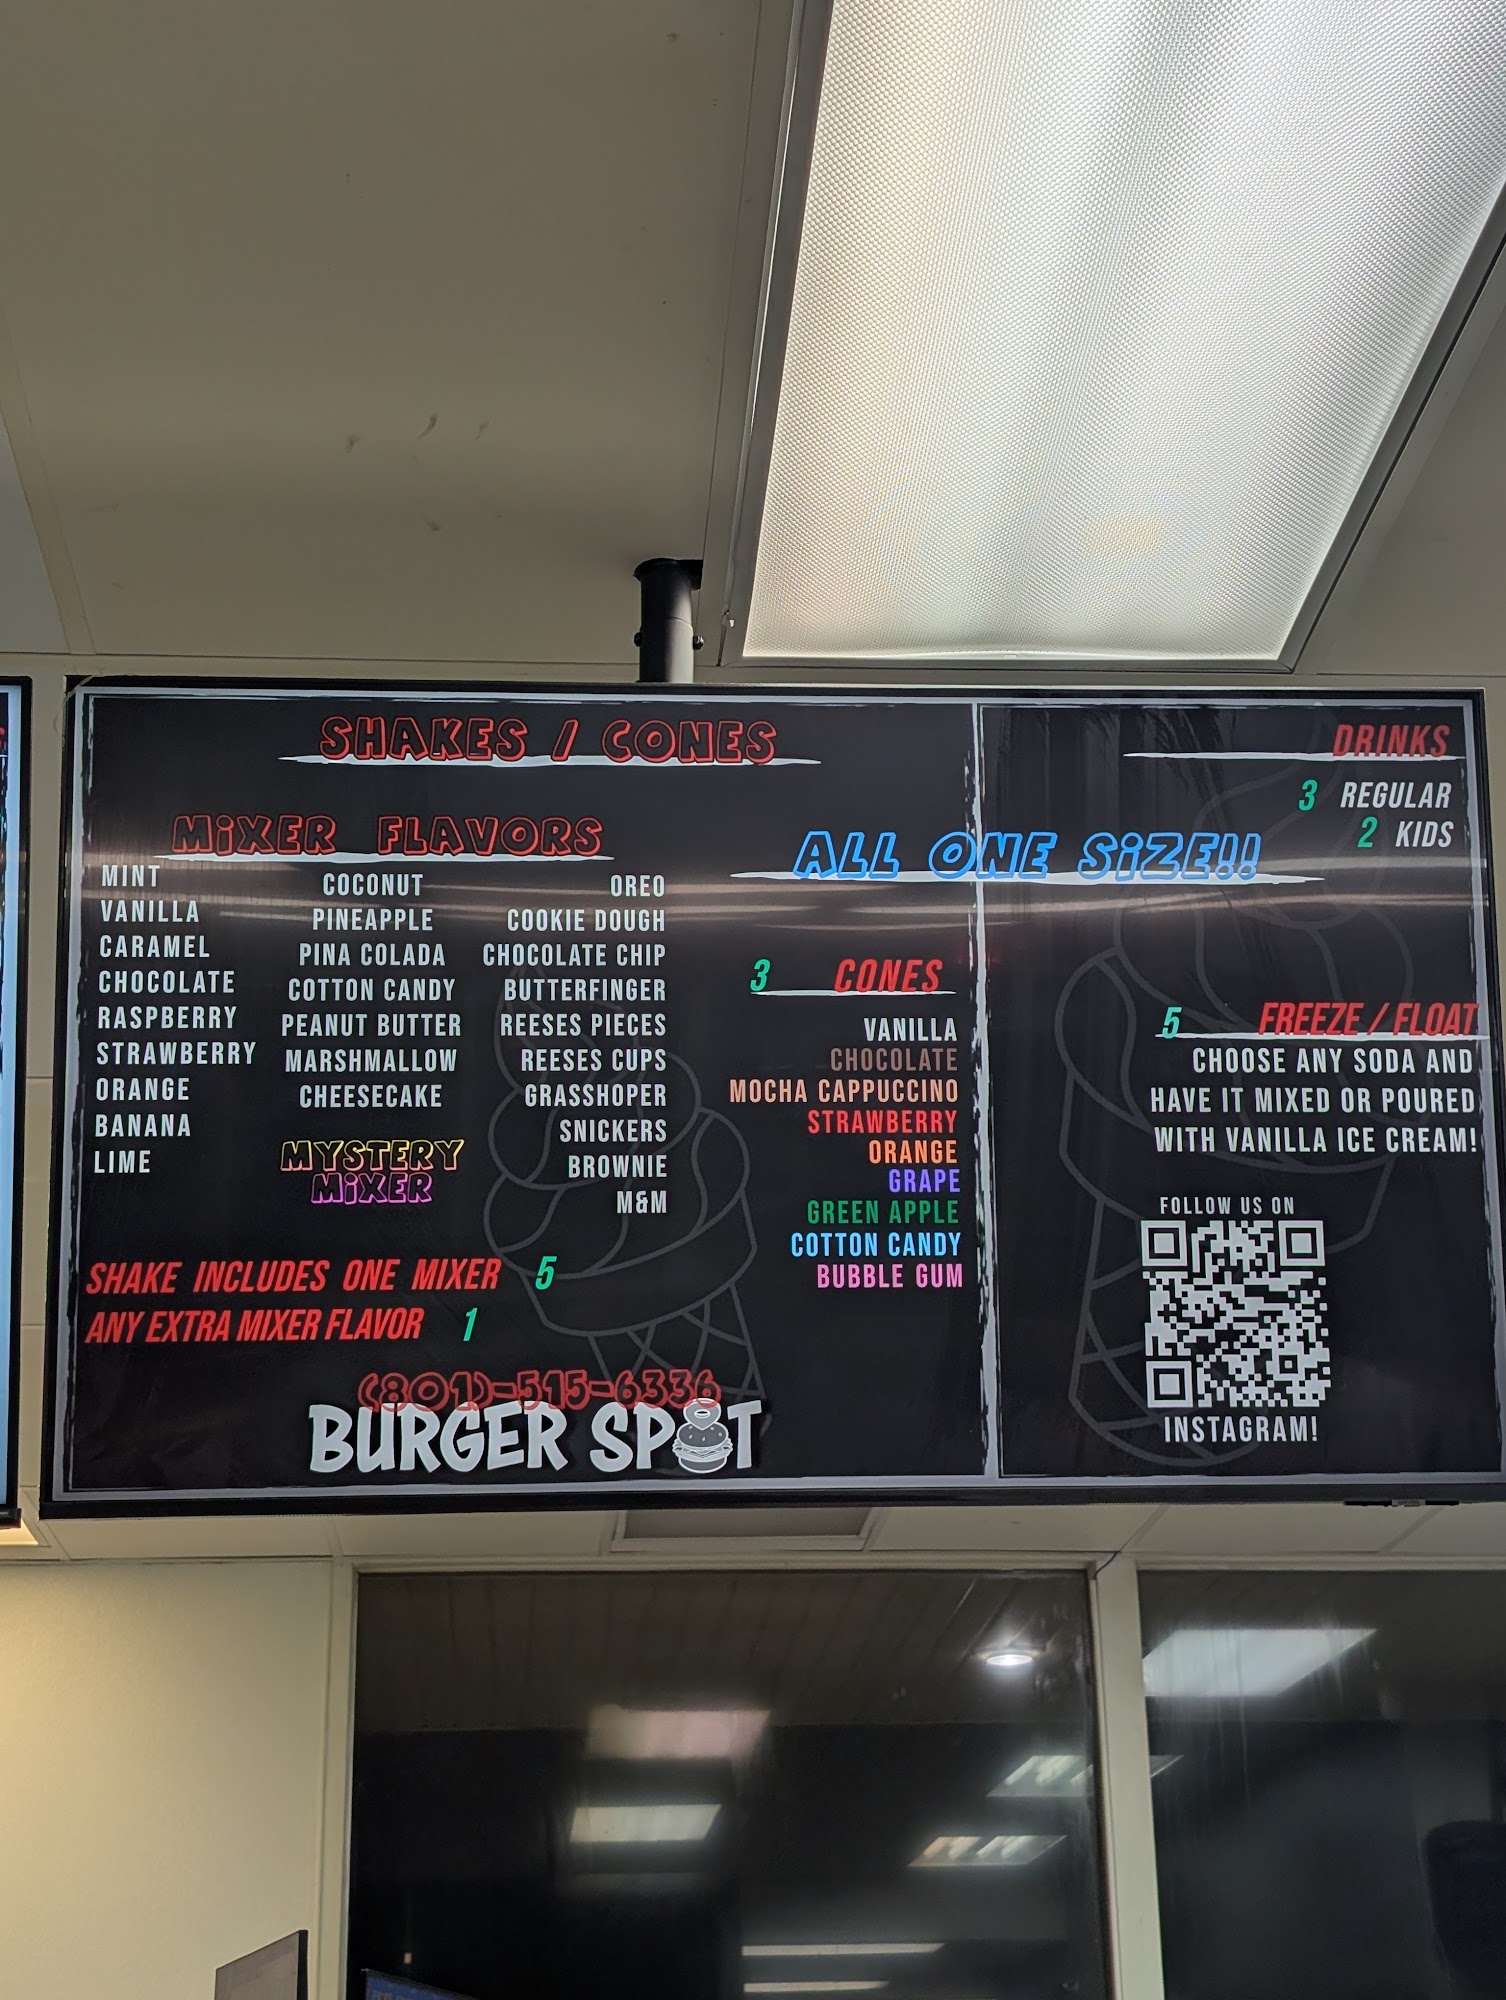 SHAKES / CONES
MIXER FLAVORS
MINT
VANILLA
CARAMEL
CHOCOLATE
RASPBERRY
STRAWBERRY
ORANGE
BANANA
LIME
COCONUT
PINEAPPLE
PINA COLADA
COTTON CANDY
PEANUT BUTTER
MARSHMALLOW
CHEESECAKE
MYSTERY
MIXER
OREO
COOKIE DOUGH
CHOCOLATE CHIP
BUTTERFINGER
REESES PIECES
REESES CUPS
GRASSHOPER
SNICKERS
BROWNIE
M&M
SHAKE INCLUDES ONE MIXER 5
ANY EXTRA MIXER FLAVOR 1
(801)-515-6336
BURGER SPOT
ALL ONE SIZE!!
3 CONES
VANILLA
CHOCOLATE
MOCHA CAPPUCCINO
STRAWBERRY
ORANGE
GRAPE
GREEN APPLE
COTTON CANDY
BUBBLE GUM
DRINKS
3 REGULAR
2 KIDS
5 FREEZE / FLOAT
CHOOSE ANY SODA AND
HAVE IT MIXED OR POURED
WITH VANILLA ICE CREAM!
FOLLOW US ON
INSTAGRAM!